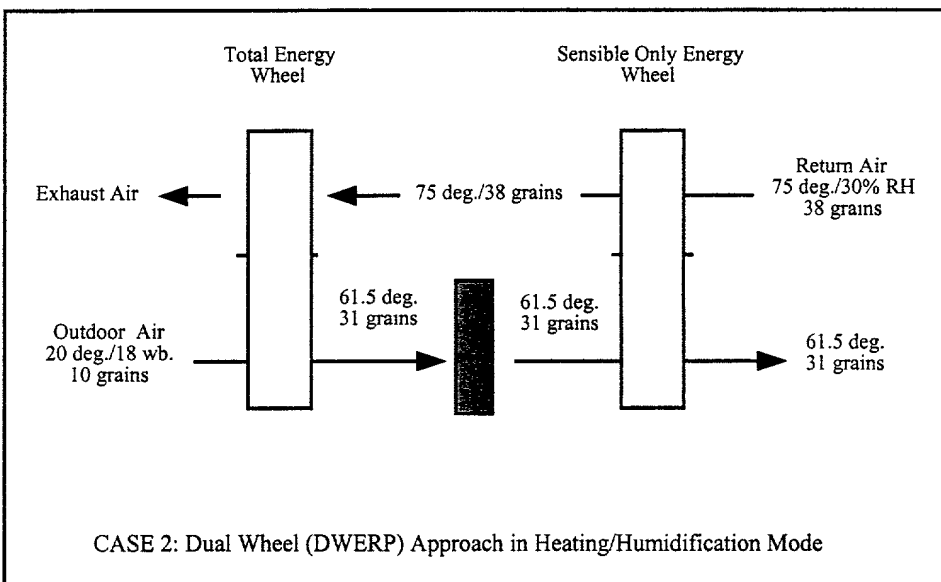 Total Energy
Wheel
Sensible Only Energy
Wheel
Exhaust Air
75 deg./38 grains
Return Air
75 deg./30% RH
38 grains
Outdoor Air
20 deg./18 wb.
10 grains
61.5 deg.
31 grains
61.5 deg.
31 grains
61.5 deg.
31 grains
CASE 2: Dual Wheel (DWERP) Approach in Heating/Humidification Mode